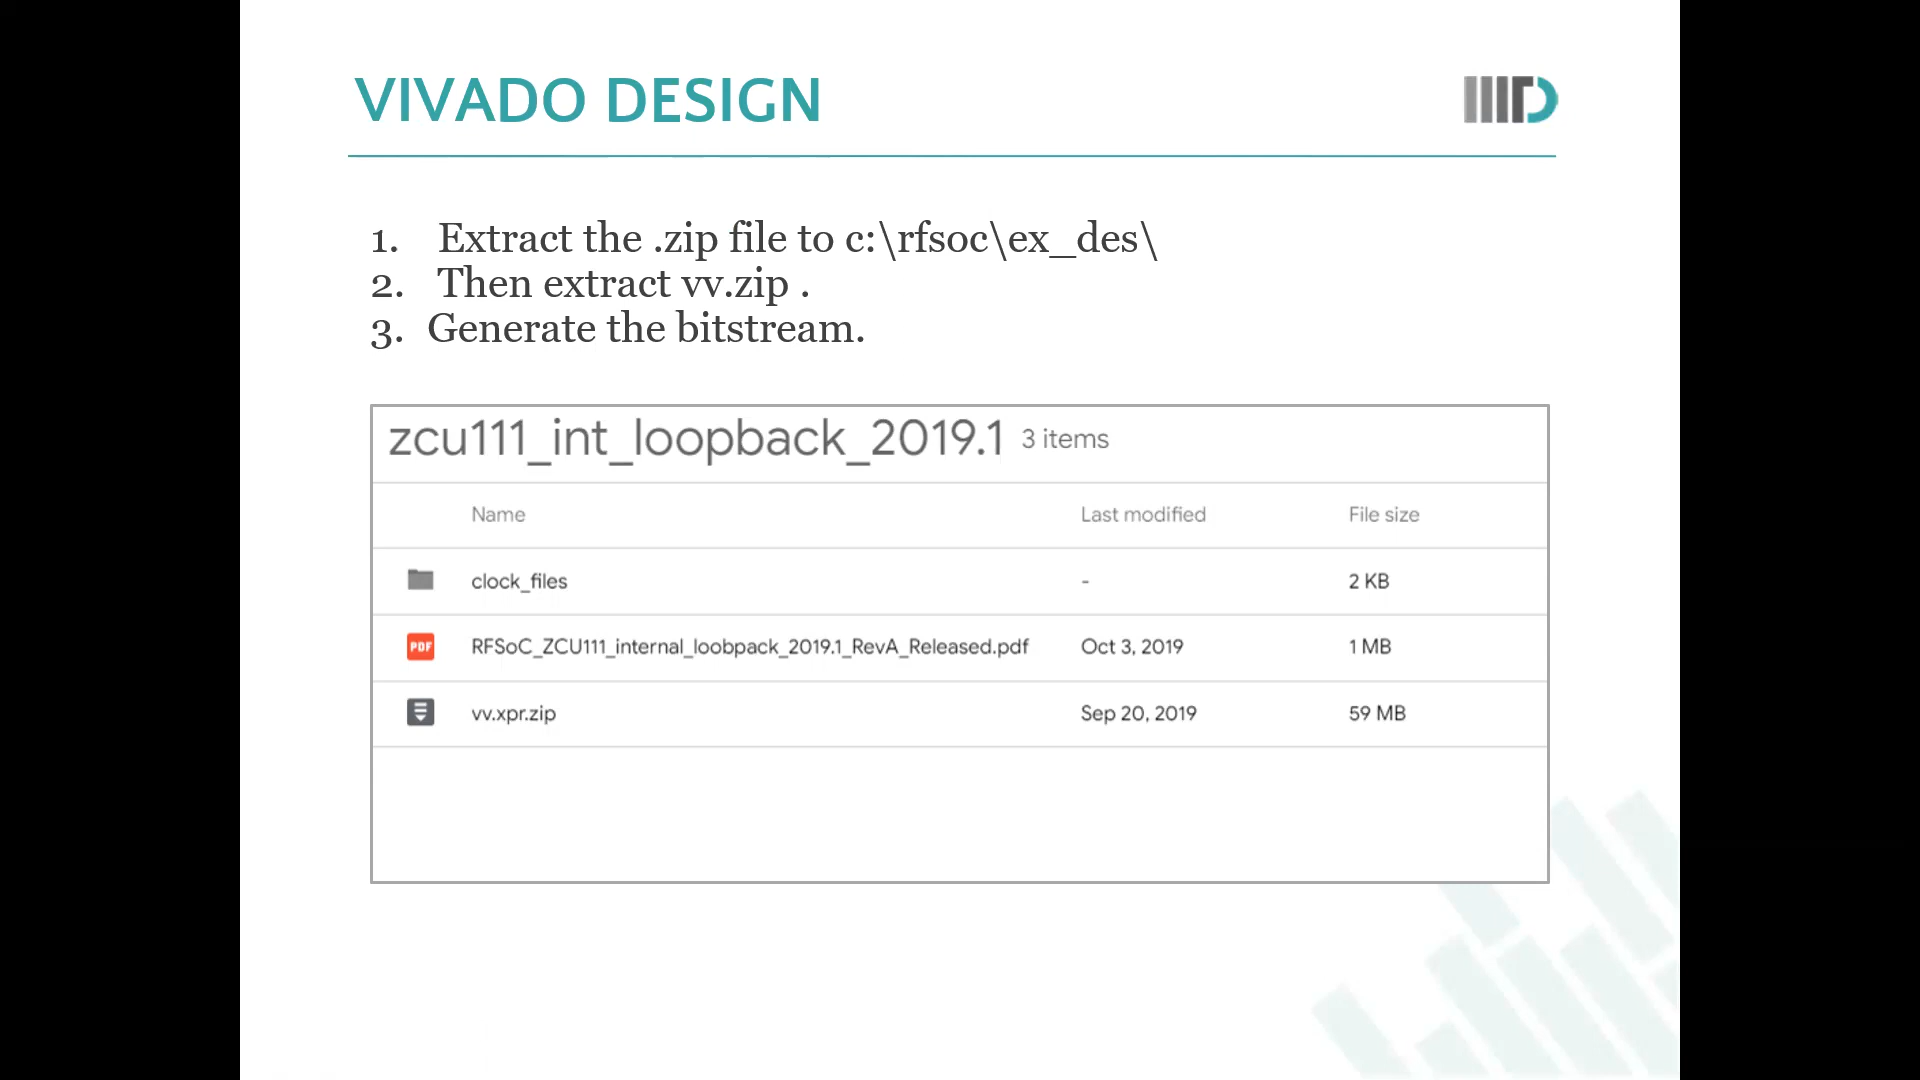 VIVADO DESIGN
IIITD
1. Extract the .zip file to c:\rfsoc\ex_des\
2. Then extract vv.zip .
3. Generate the bitstream.
zcu111_int_loopback_2019.1 3 items
Name Last modified File size
clock_files - 2 KB
PDF RFSoC_ZCU111_internal_loobpack_2019.1_RevA_Released.pdf Oct 3, 2019 1 MB
vv.xpr.zip Sep 20, 2019 59 MB